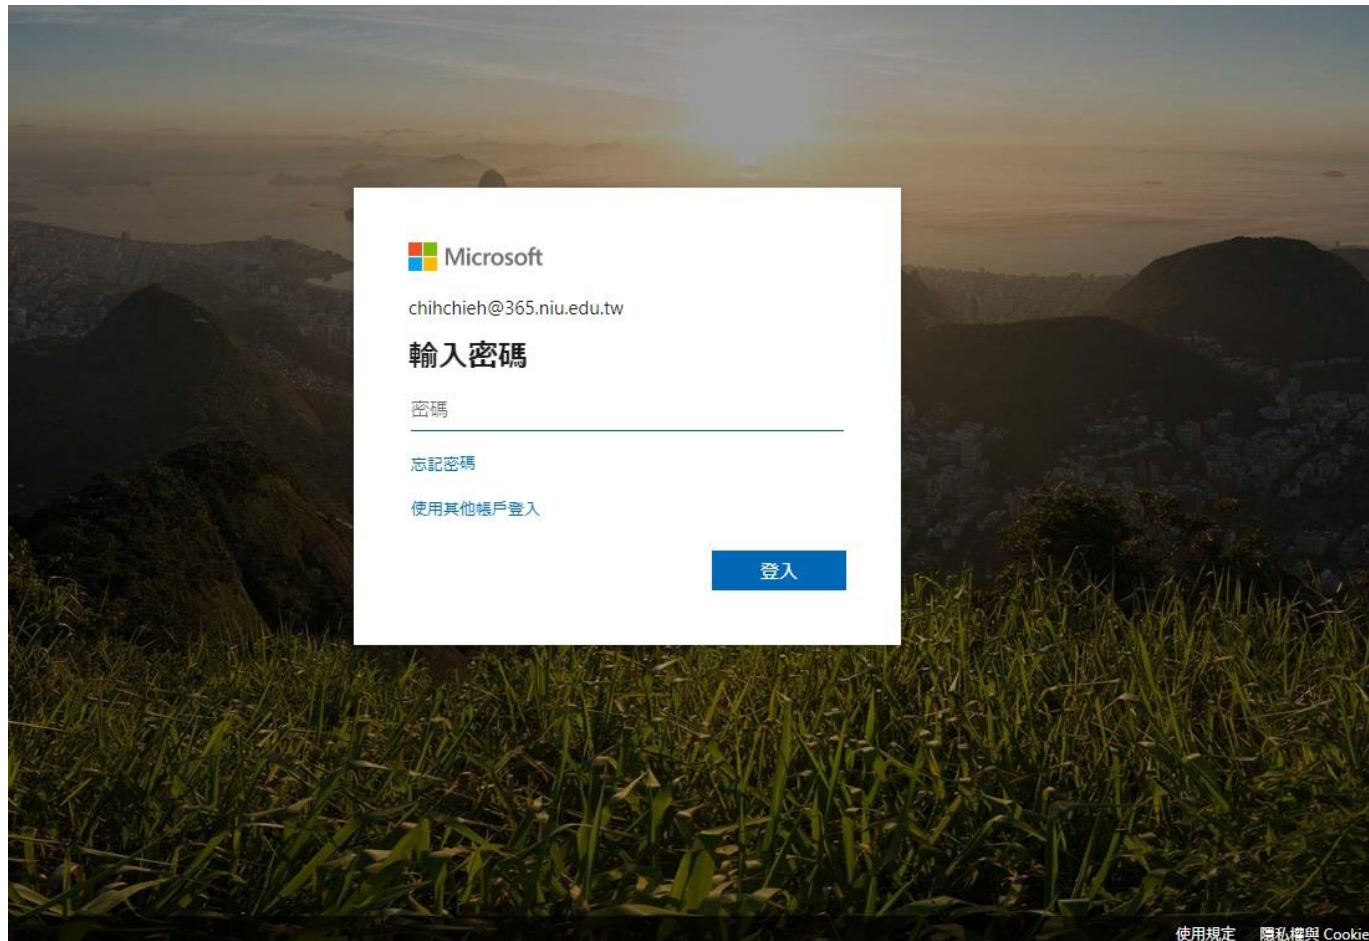 Microsoft
chihchieh@365.niu.edu.tw
輸入密碼
密碼
忘記密碼
使用其他帳戶登入
登入
使用規定 隱私權與 Cookie